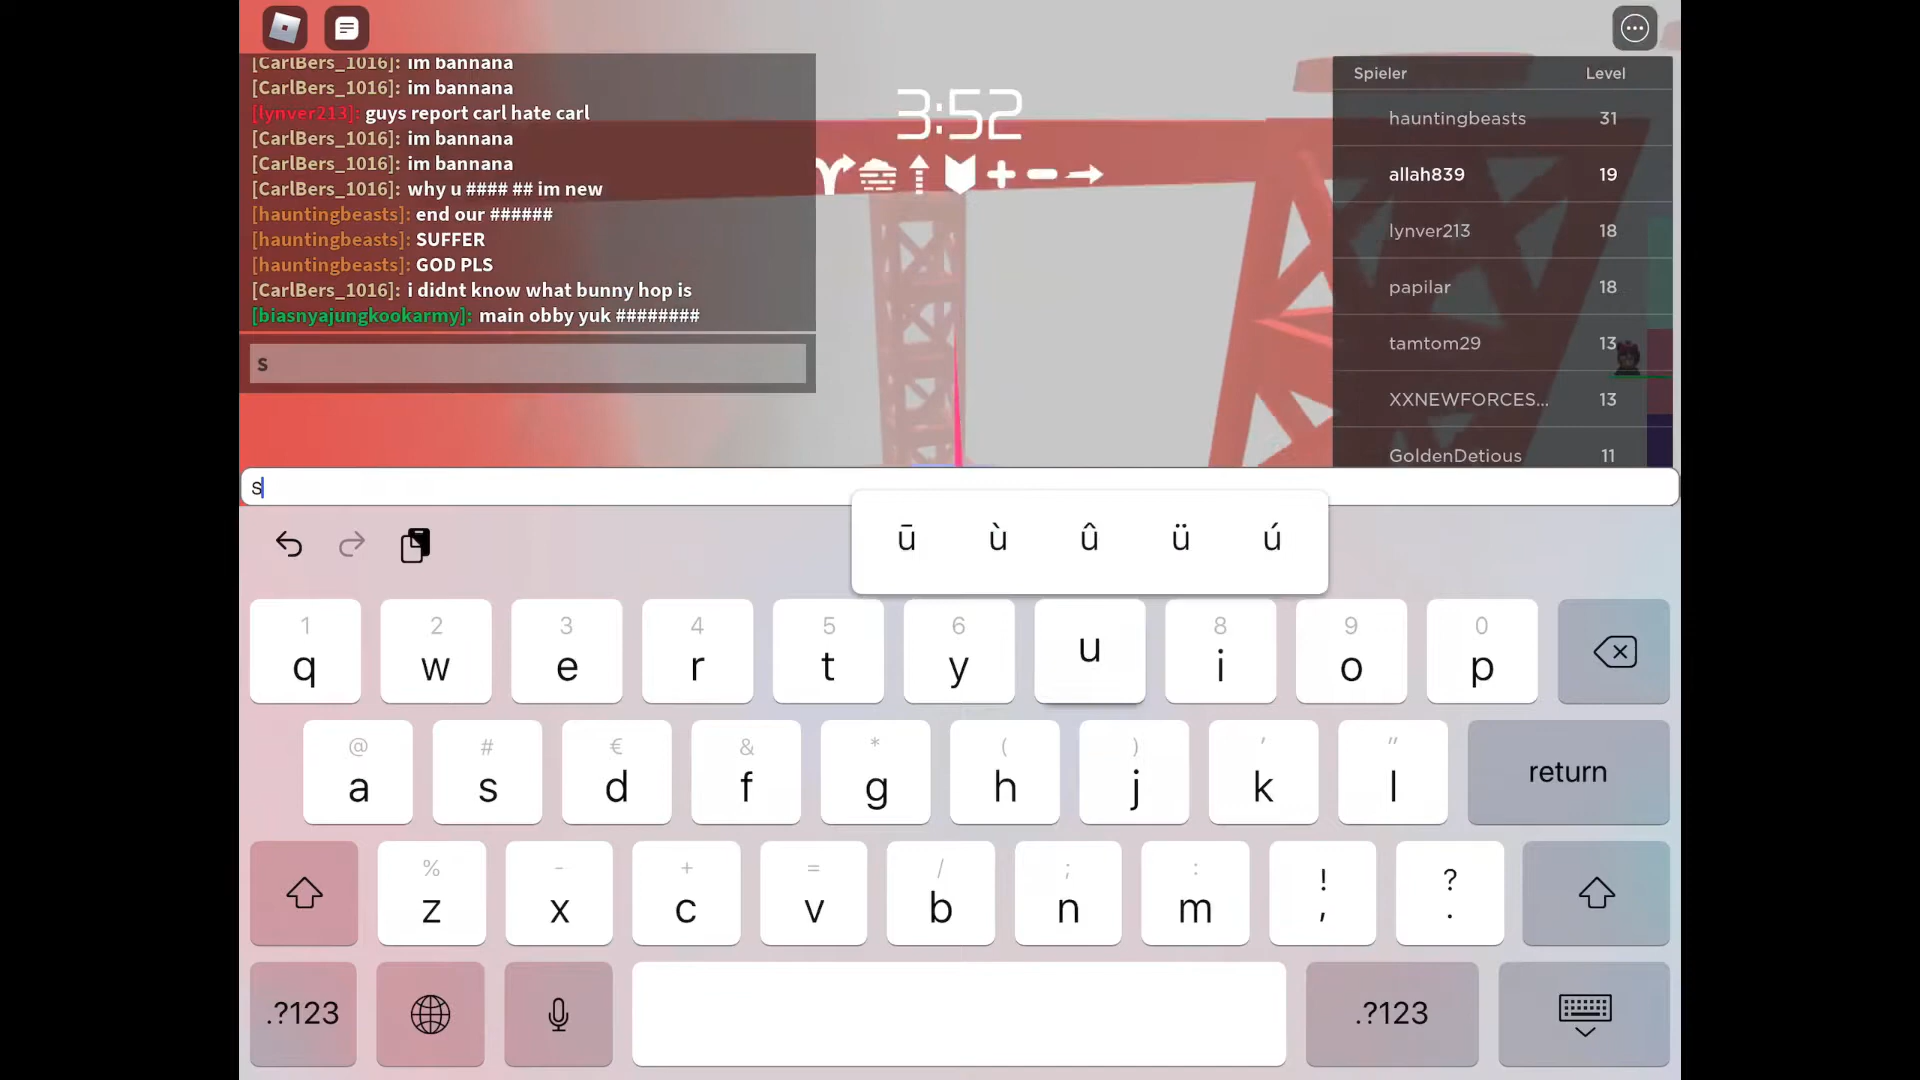 [CarlBers_1016]: im bannana
[CarlBers_1016]: im bannana
[lynver213]: guys report carl hate carl
[CarlBers_1016]: im bannana
[CarlBers_1016]: im bannana
[CarlBers_1016]: why u #### ## im new
[hauntingbeasts]: end our ######
[hauntingbeasts]: SUFFER
[hauntingbeasts]: GOD PLS
[CarlBers_1016]: i didnt know what bunny hop is
[biasnyajungkookarmy]: main obby yuk ########
s
3:52
Spieler Level
hauntingbeasts 31
allah839 19
lynver213 18
papilar 18
tamtom29 13
XXNEWFORCES... 13
GoldenDetious 11
s
ū ù û ü ú
1 2 3 4 5 6 8 9 0
q w e r t y u i o p
@ # € & * ( ) ' "
a s d f g h j k l return
% - + = / ; : ! ?
z x c v b n m , .
.?123 .?123